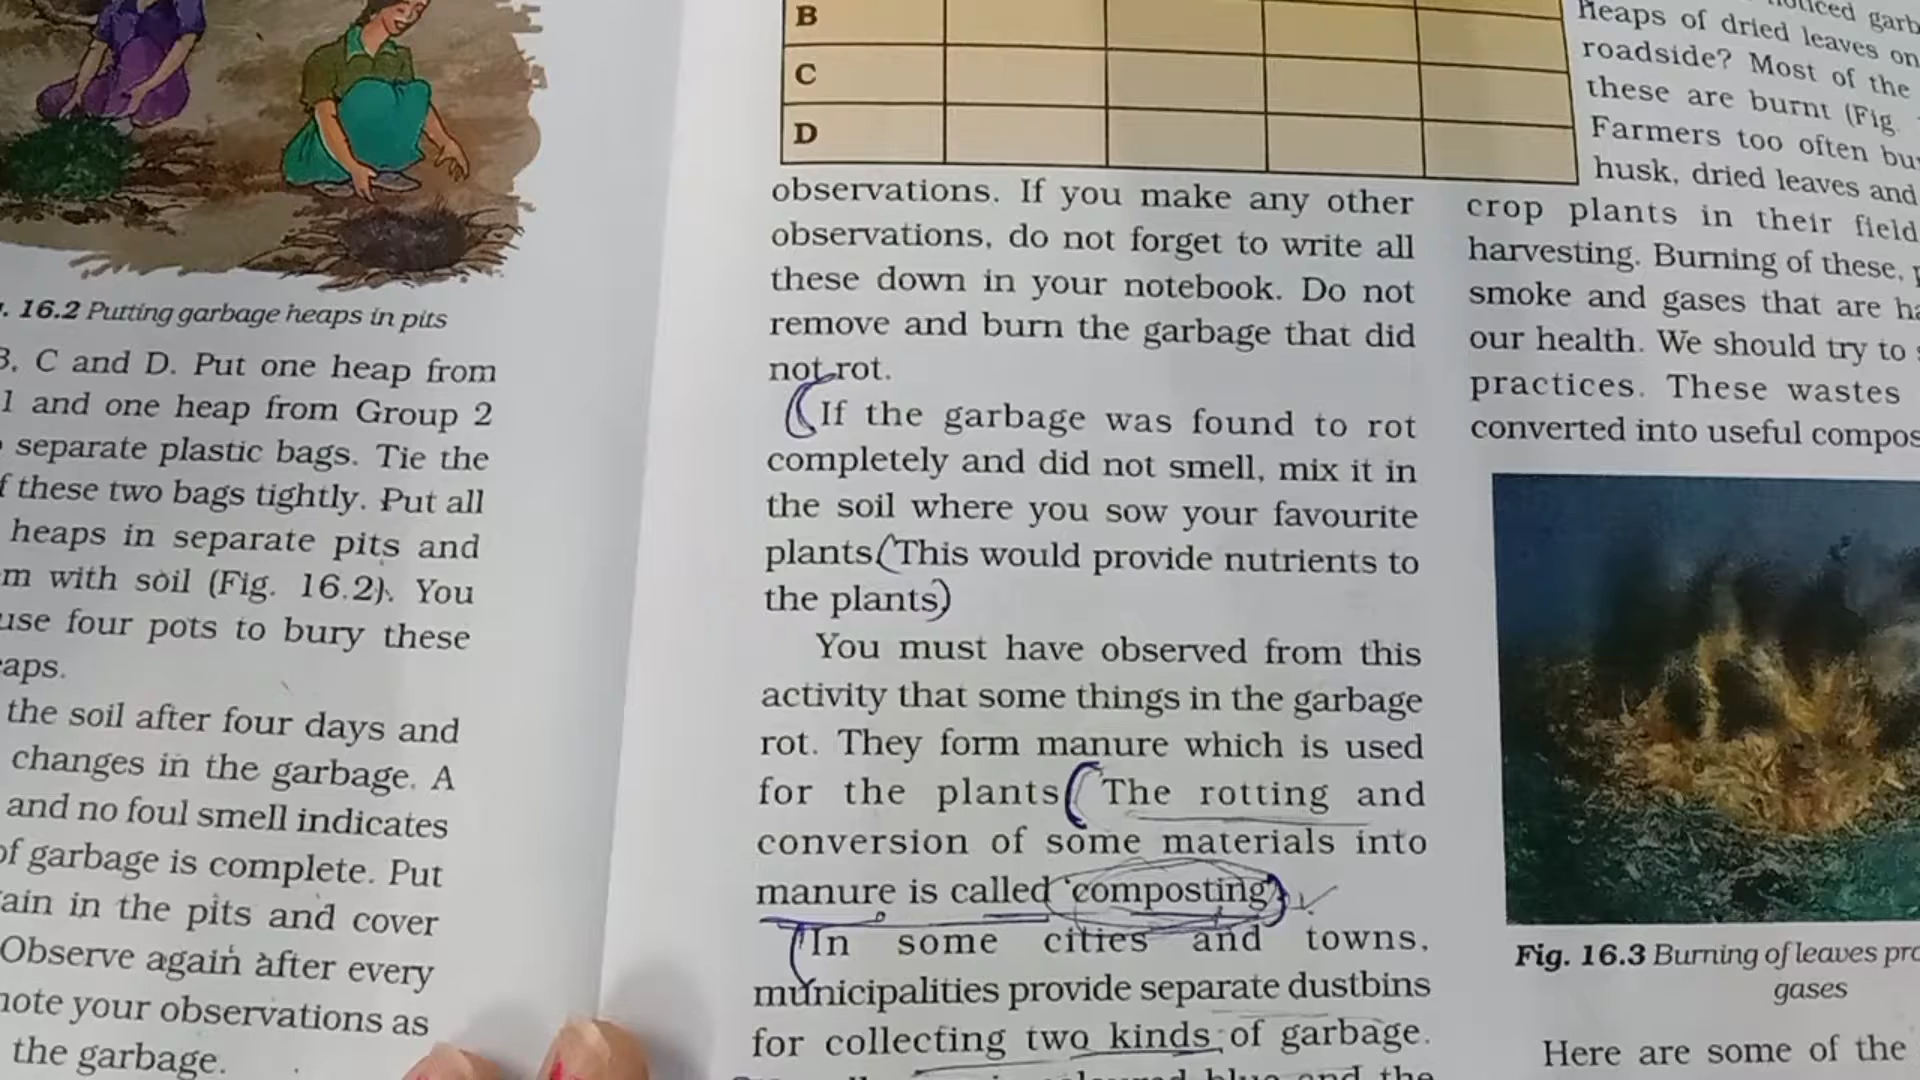 . 16.2 Putting garbage heaps in pits
B, C and D. Put one heap from
1 and one heap from Group 2
separate plastic bags. Tie the
f these two bags tightly. Put all
heaps in separate pits and
m with soil (Fig. 16.2). You
use four pots to bury these
eaps.
the soil after four days and
changes in the garbage. A
and no foul smell indicates
of garbage is complete. Put
ain in the pits and cover
Observe again after every
note your observations as
the garbage.
B
C
D
observations. If you make any other
observations, do not forget to write all
these down in your notebook. Do not
remove and burn the garbage that did
not rot.
If the garbage was found to rot
completely and did not smell, mix it in
the soil where you sow your favourite
plants. This would provide nutrients to
the plants.
You must have observed from this
activity that some things in the garbage
rot. They form manure which is used
for the plants. The rotting and
conversion of some materials into
manure is called ‘composting’.
In some cities and towns,
municipalities provide separate dustbins
for collecting two kinds of garbage.
coloured blue and the
noticed garb
heaps of dried leaves on
roadside? Most of the
these are burnt (Fig.
Farmers too often bu
husk, dried leaves and
crop plants in their field
harvesting. Burning of these, p
smoke and gases that are ha
our health. We should try to s
practices. These wastes
converted into useful compos
Fig. 16.3 Burning of leaves pro
gases
Here are some of the